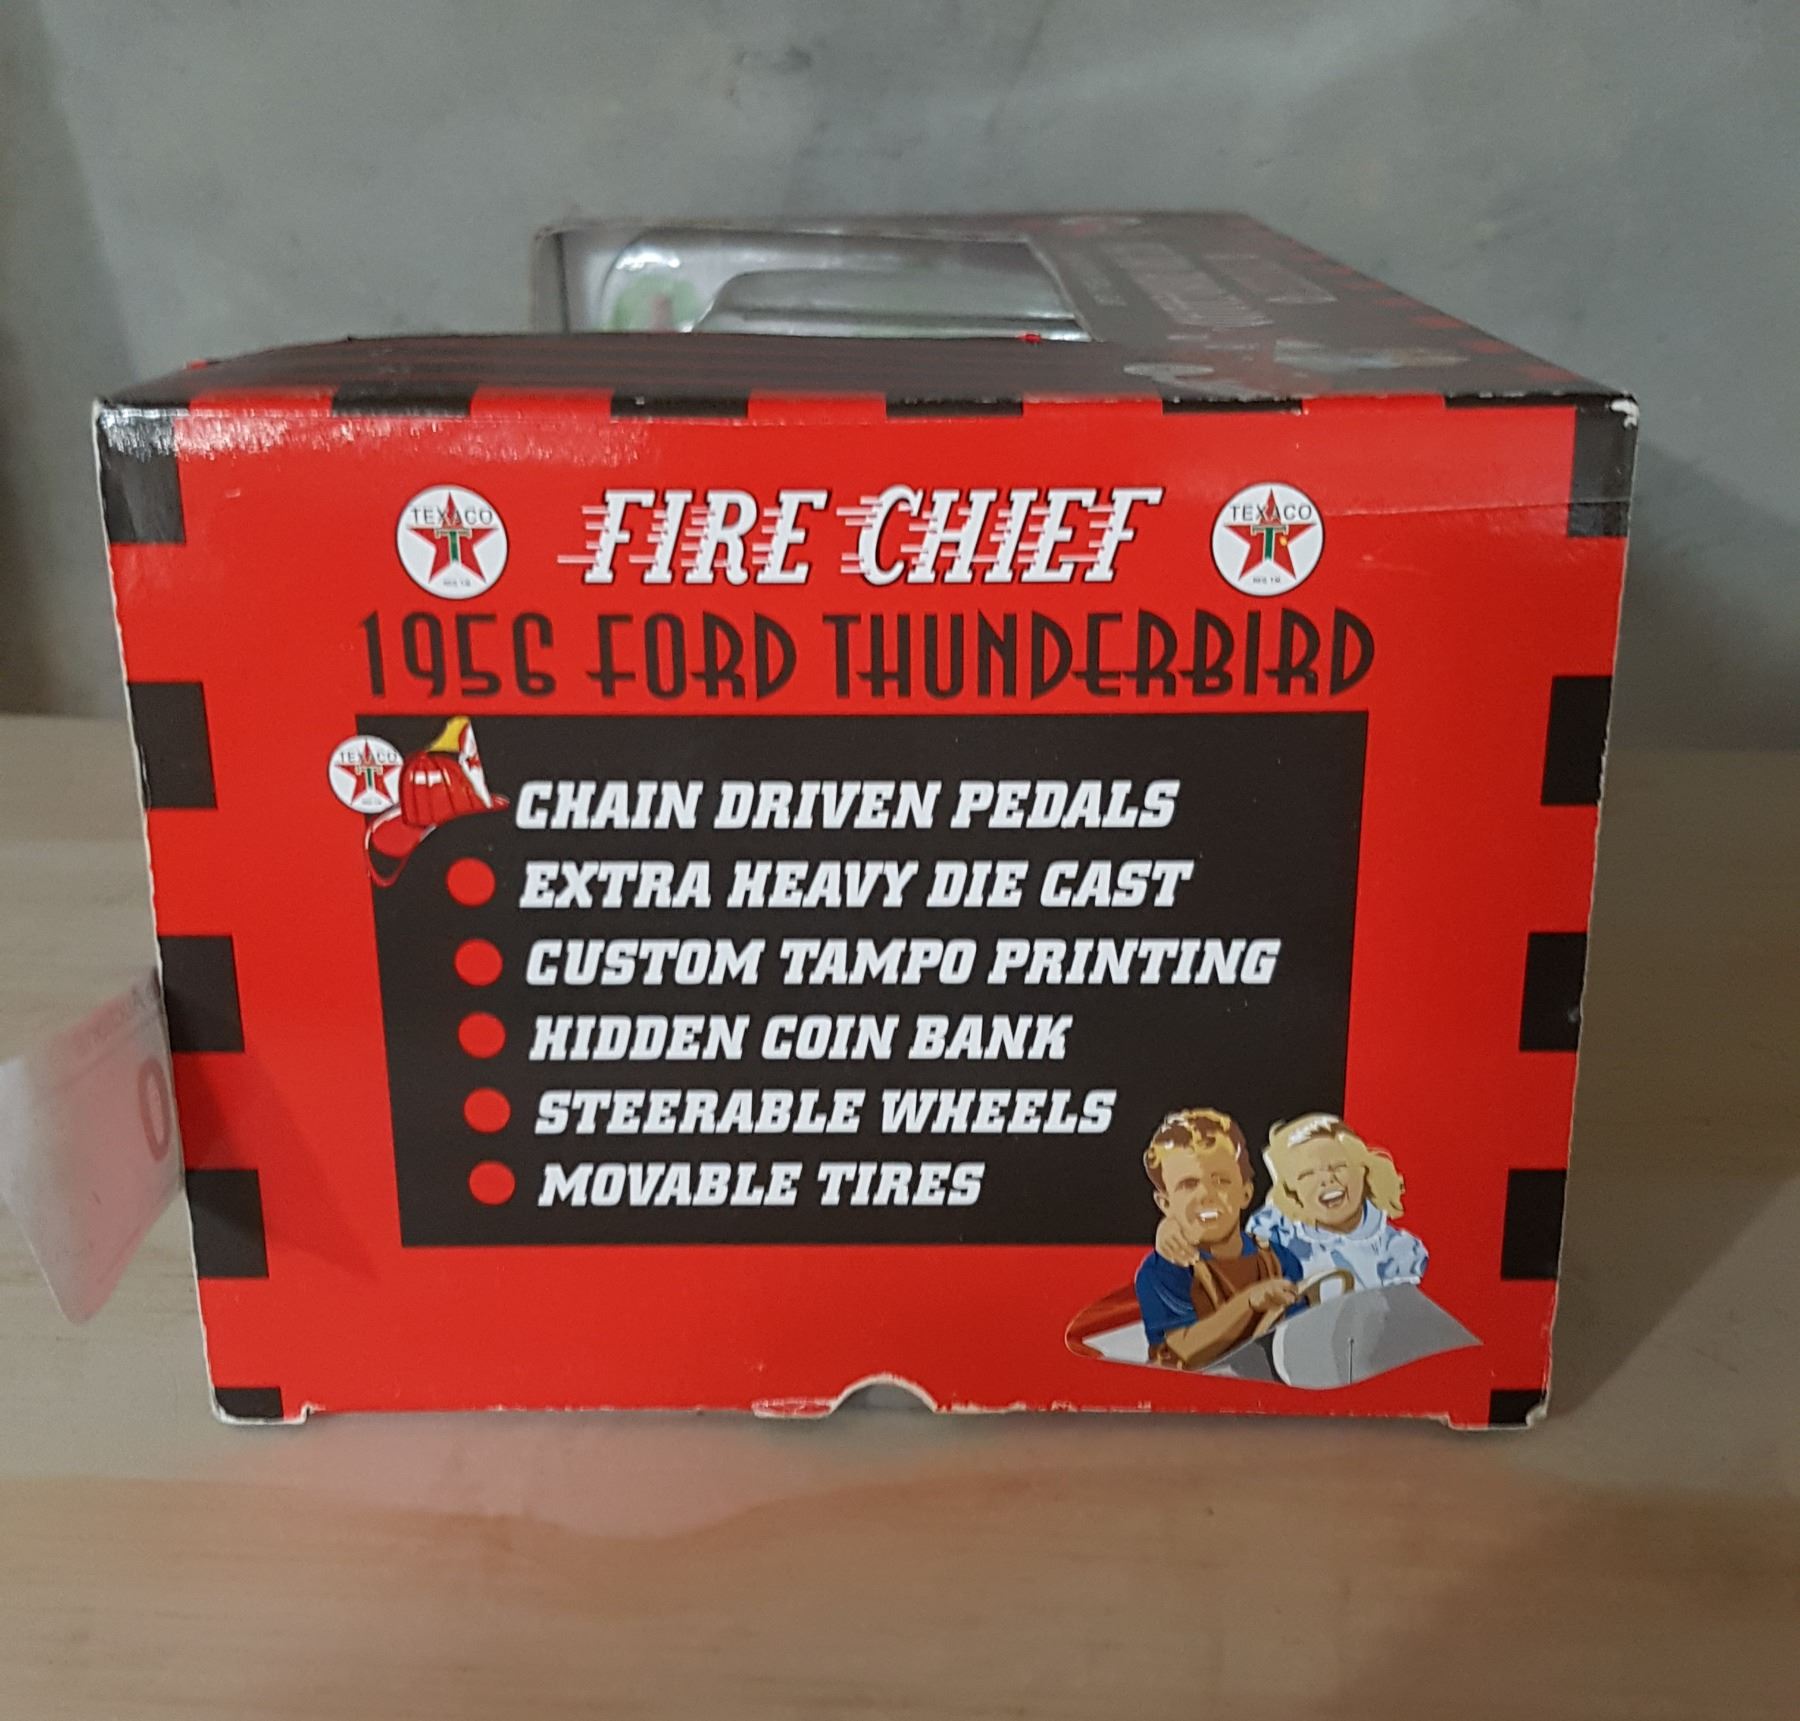 TEXACO FIRE CHIEF TEXACO
T T
1956 FORD THUNDERBIRD
TEXACO
T
CHAIN DRIVEN PEDALS
EXTRA HEAVY DIE CAST
CUSTOM TAMPO PRINTING
HIDDEN COIN BANK
STEERABLE WHEELS
MOVABLE TIRES
0